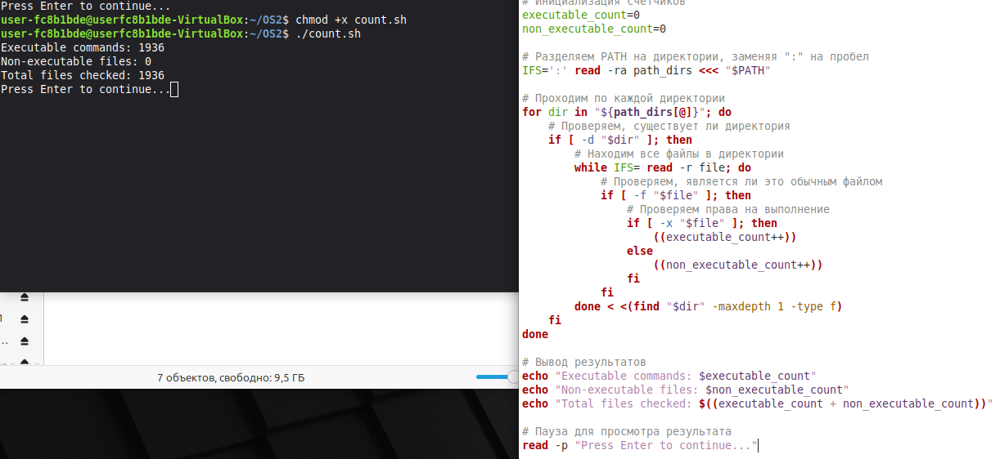 Press Enter to continue...
user-fc8b1bde@userfc8b1bde-VirtualBox:~/OS2$ chmod +x count.sh
user-fc8b1bde@userfc8b1bde-VirtualBox:~/OS2$ ./count.sh
Executable commands: 1936
Non-executable files: 0
Total files checked: 1936
Press Enter to continue...
7 объектов, свободно: 9,5 ГБ
# Инициализация счетчиков
executable_count=0
non_executable_count=0
# Разделяем PATH на директории, заменяя ":" на пробел
IFS=':' read -ra path_dirs <<< "$PATH"
# Проходим по каждой директории
for dir in "${path_dirs[@]}"; do
    # Проверяем, существует ли директория
    if [ -d "$dir" ]; then
        # Находим все файлы в директории
        while IFS= read -r file; do
            # Проверяем, является ли это обычным файлом
            if [ -f "$file" ]; then
                # Проверяем права на выполнение
                if [ -x "$file" ]; then
                    ((executable_count++))
                else
                    ((non_executable_count++))
                fi
            fi
        done < <(find "$dir" -maxdepth 1 -type f)
    fi
done
# Вывод результатов
echo "Executable commands: $executable_count"
echo "Non-executable files: $non_executable_count"
echo "Total files checked: $((executable_count + non_executable_count))"
# Пауза для просмотра результата
read -p "Press Enter to continue..."